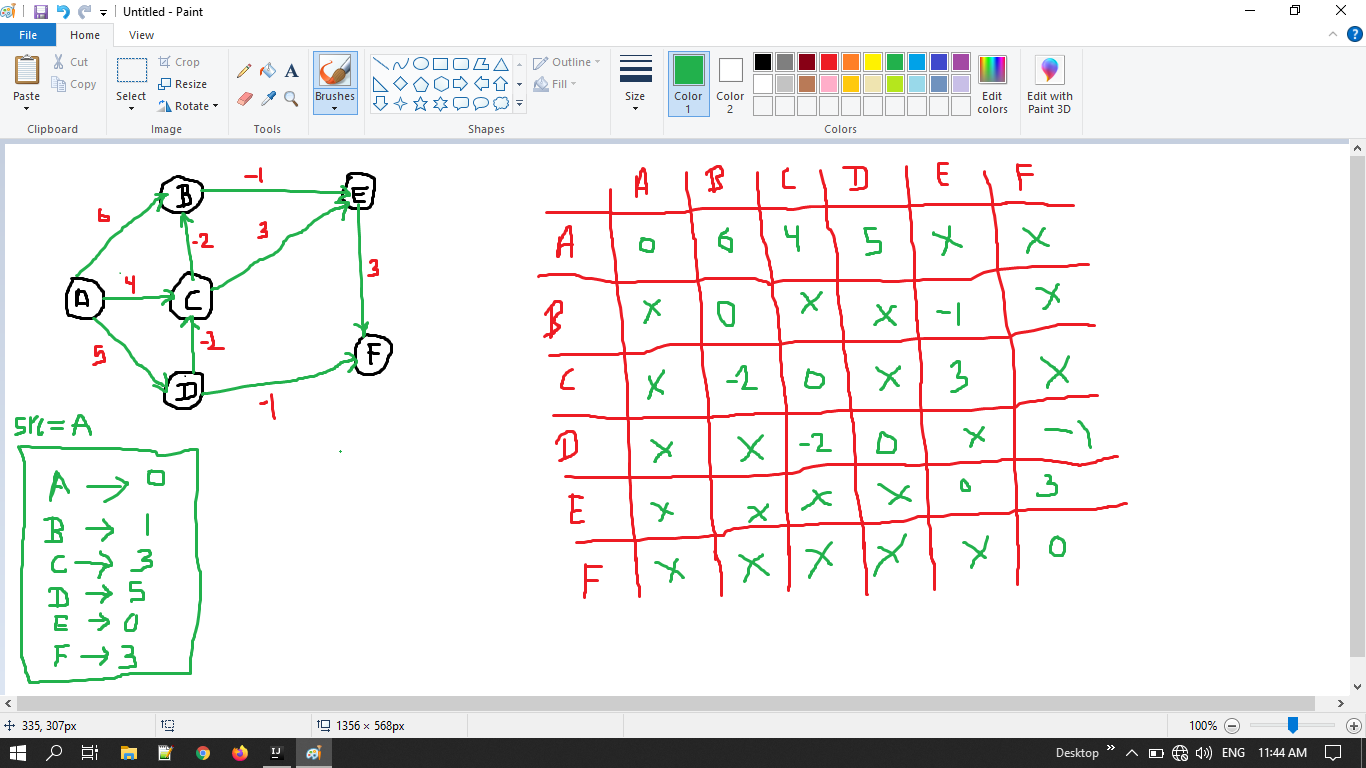 Untitled - Paint
File Home View
Paste Cut Copy Clipboard
Select Crop Resize Rotate Image
Tools
Brushes
Outline Fill Shapes
Size
Color 1 Color 2 Edit colors Colors
Edit with Paint 3D
-1
B E
6 -2 3
4 3
A C
5 -2
F
D
-1
src = A
A → 0
B → 1
C → 3
D → 5
E → 0
F → 3
A B C D E F
A 0 6 4 5 X X
B X 0 X X -1 X
C X -2 0 X 3 X
D X X -2 0 X -1
E X X X X 0 3
F X X X X X 0
335, 307px 1356 × 568px 100%
Desktop ENG 11:44 AM